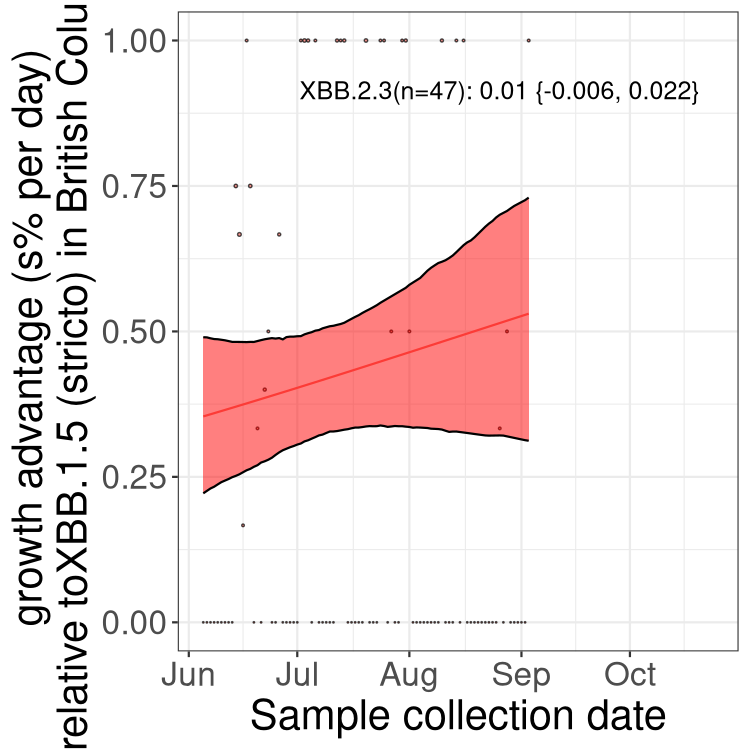 growth advantage (s% per day)
relative toXBB.1.5 (stricto) in British Colu
1.00
0.75
0.50
0.25
0.00
XBB.2.3(n=47): 0.01 {-0.006, 0.022}
Jun Jul Aug Sep Oct
Sample collection date